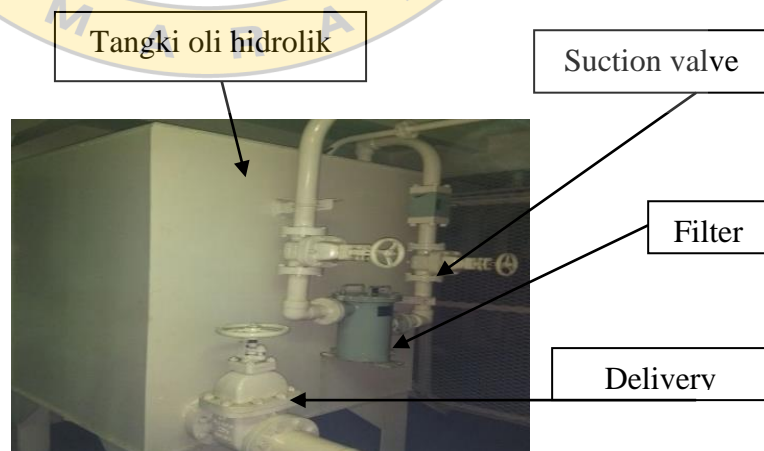 M A R A
Tangki oli hidrolik
Suction valve
Filter
Delivery